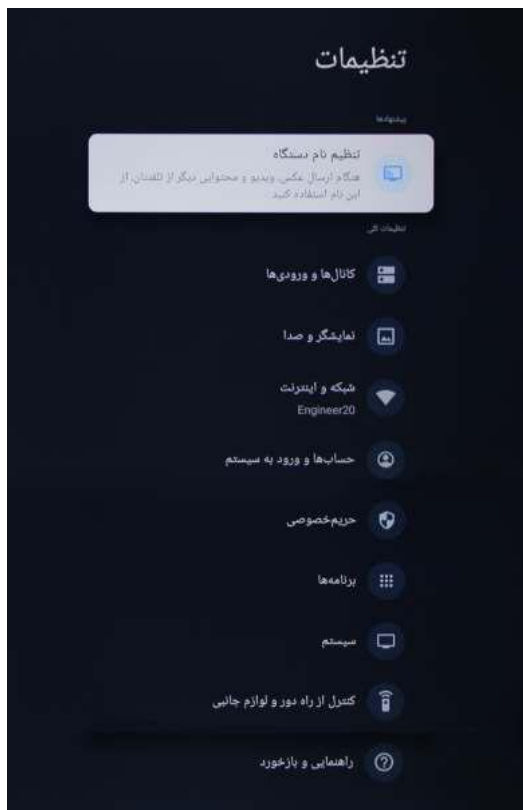 تنظیمات
پیشنهادها
تنظیم نام دستگاه
هنگام ارسال عکس، ویدیو و محتوایی دیگر از تلفنتان، از
این نام استفاده کنید.
تنظیمات کلی
کانال‌ها و ورودی‌ها
نمایشگر و صدا
شبکه و اینترنت
Engineer20
حساب‌ها و ورود به سیستم
حریم‌خصوصی
برنامه‌ها
سیستم
کنترل از راه دور و لوازم جانبی
راهنمایی و بازخورد